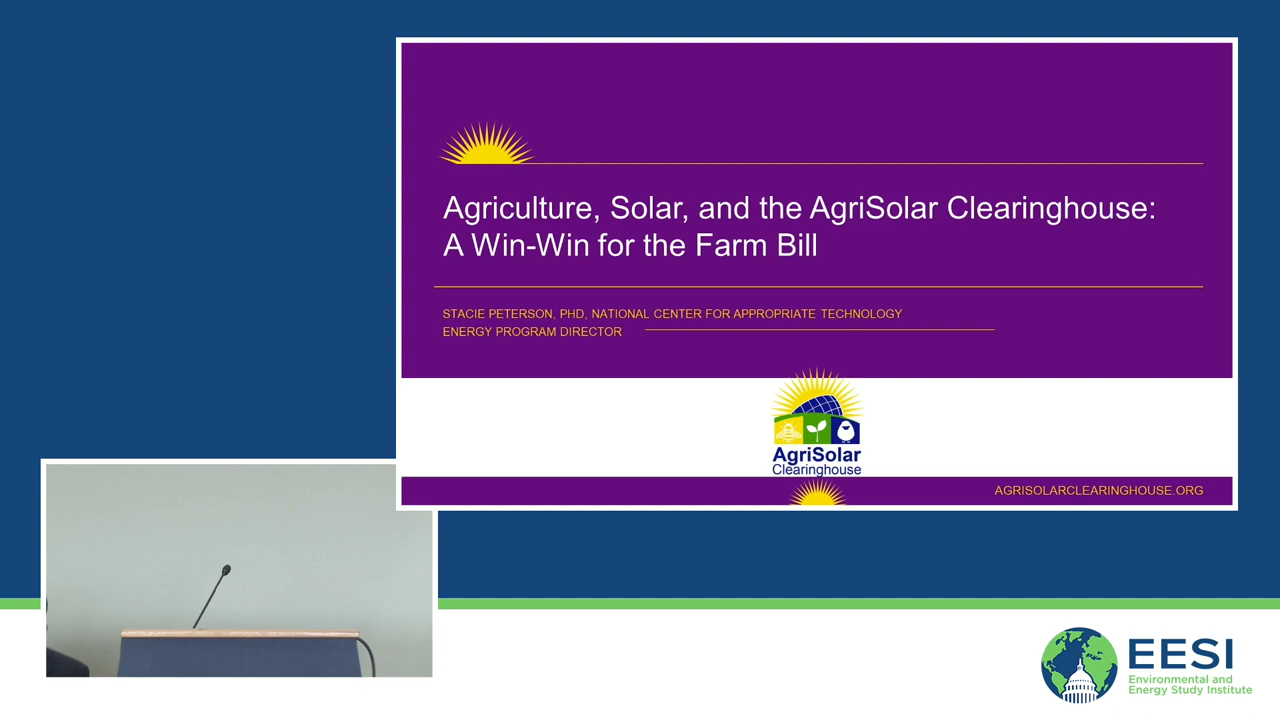 Agriculture, Solar, and the AgriSolar Clearinghouse:
A Win-Win for the Farm Bill
STACIE PETERSON, PHD, NATIONAL CENTER FOR APPROPRIATE TECHNOLOGY
ENERGY PROGRAM DIRECTOR
AgriSolar
Clearinghouse
AGRISOLARCLEARINGHOUSE.ORG
EESI
Environmental and
Energy Study Institute